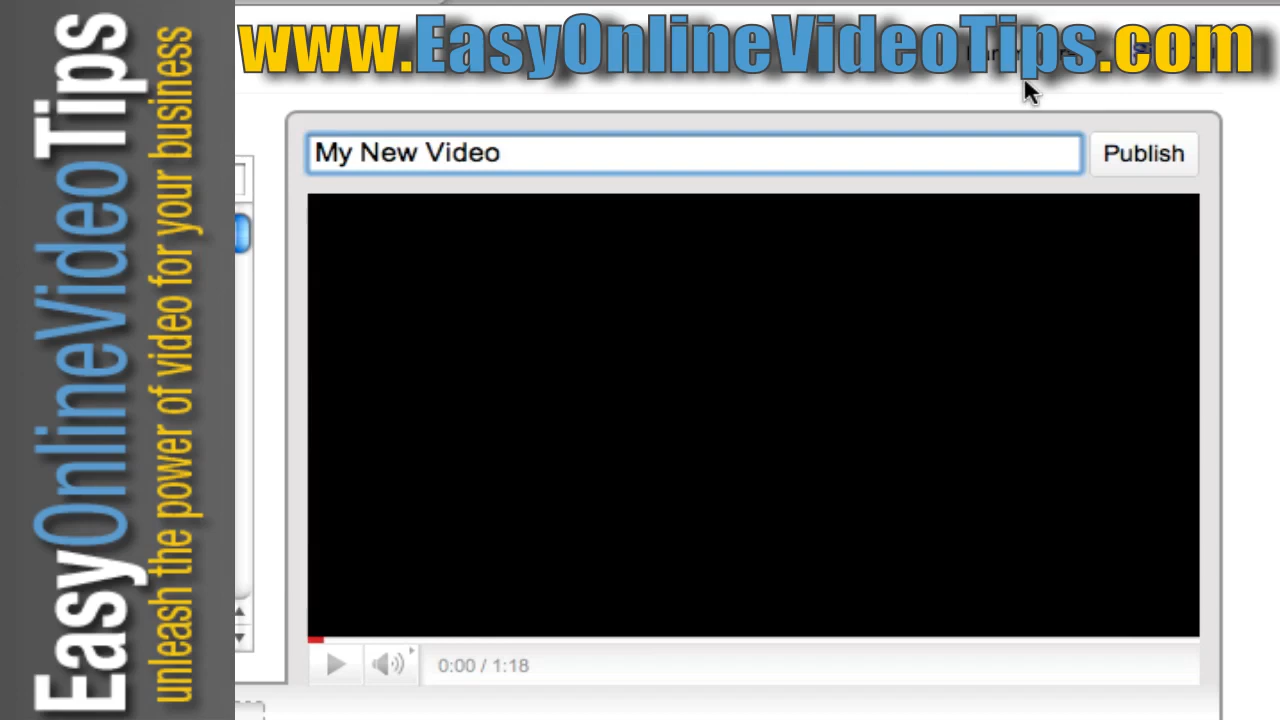 www.EasyOnlineVideoTips.com
EasyOnlineVideoTips
unleash the power of video for your business
My New Video
Publish
0:00 / 1:18